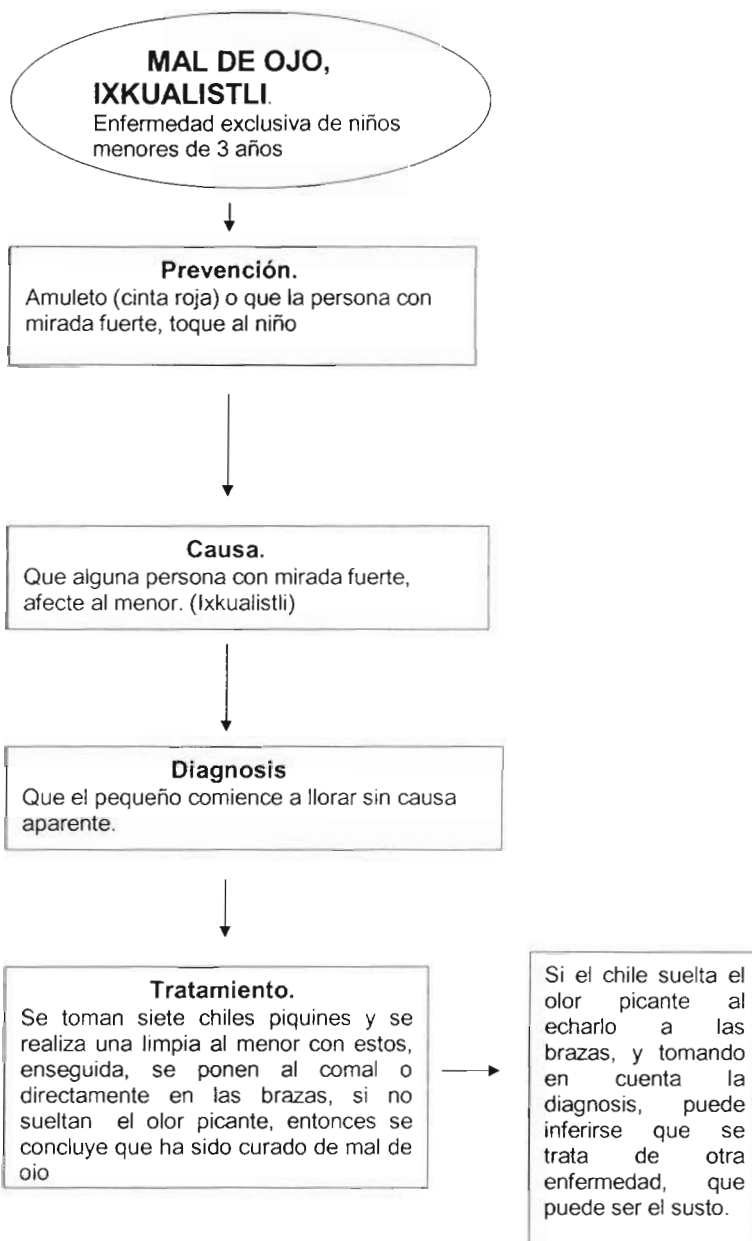 MAL DE OJO,
IXKUALISTLI.
Enfermedad exclusiva de niños
menores de 3 años
Prevención.
Amuleto (cinta roja) o que la persona con
mirada fuerte, toque al niño
Causa.
Que alguna persona con mirada fuerte,
afecte al menor. (Ixkualistli)
Diagnosis
Que el pequeño comience a llorar sin causa
aparente.
Tratamiento.
Se toman siete chiles piquines y se
realiza una limpia al menor con estos,
enseguida, se ponen al comal o
directamente en las brazas, si no
sueltan el olor picante, entonces se
concluye que ha sido curado de mal de
ojo
Si el chile suelta el
olor picante al
echarlo a las
brazas, y tomando
en cuenta la
diagnosis, puede
inferirse que se
trata de otra
enfermedad, que
puede ser el susto.